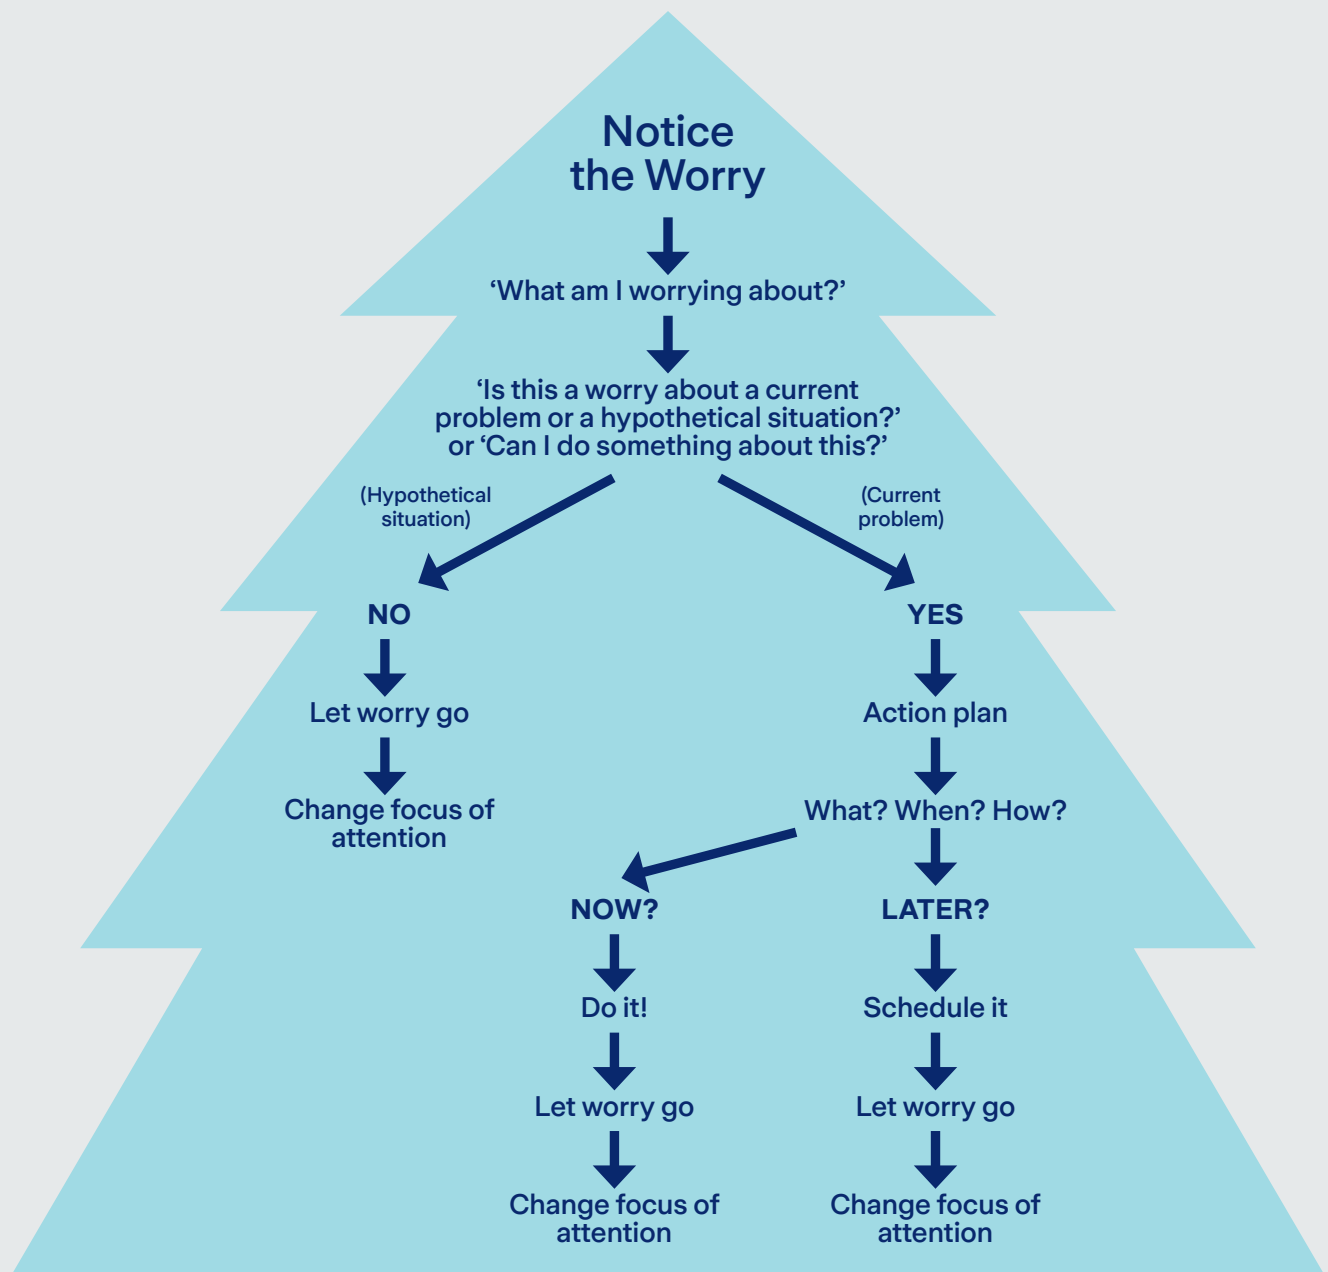 Notice
the Worry
‘What am I worrying about?’
‘Is this a worry about a current
problem or a hypothetical situation?’
or ‘Can I do something about this?’
(Hypothetical
situation)
(Current
problem)
NO
YES
Let worry go
Action plan
Change focus of
attention
What? When? How?
NOW?
LATER?
Do it!
Schedule it
Let worry go
Let worry go
Change focus of
attention
Change focus of
attention